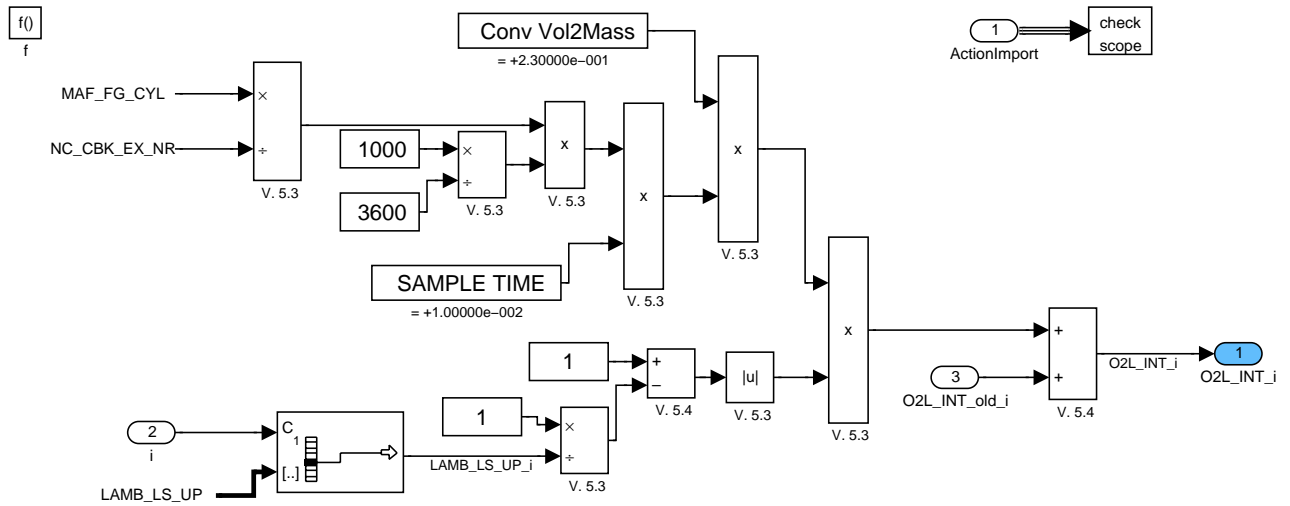 f()
f
1
ActionImport
check
scope
Conv Vol2Mass
= +2.30000e−001
MAF_FG_CYL
×
NC_CBK_EX_NR
÷
V. 5.3
1000
3600
×
÷
V. 5.3
x
V. 5.3
x
V. 5.3
x
V. 5.3
SAMPLE TIME
= +1.00000e−002
x
V. 5.3
1
+
−
V. 5.4
|u|
V. 5.3
3
O2L_INT_old_i
+
+
V. 5.4
O2L_INT_i
1
O2L_INT_i
1
×
÷
V. 5.3
2
i
C
1
[..]
LAMB_LS_UP_i
LAMB_LS_UP